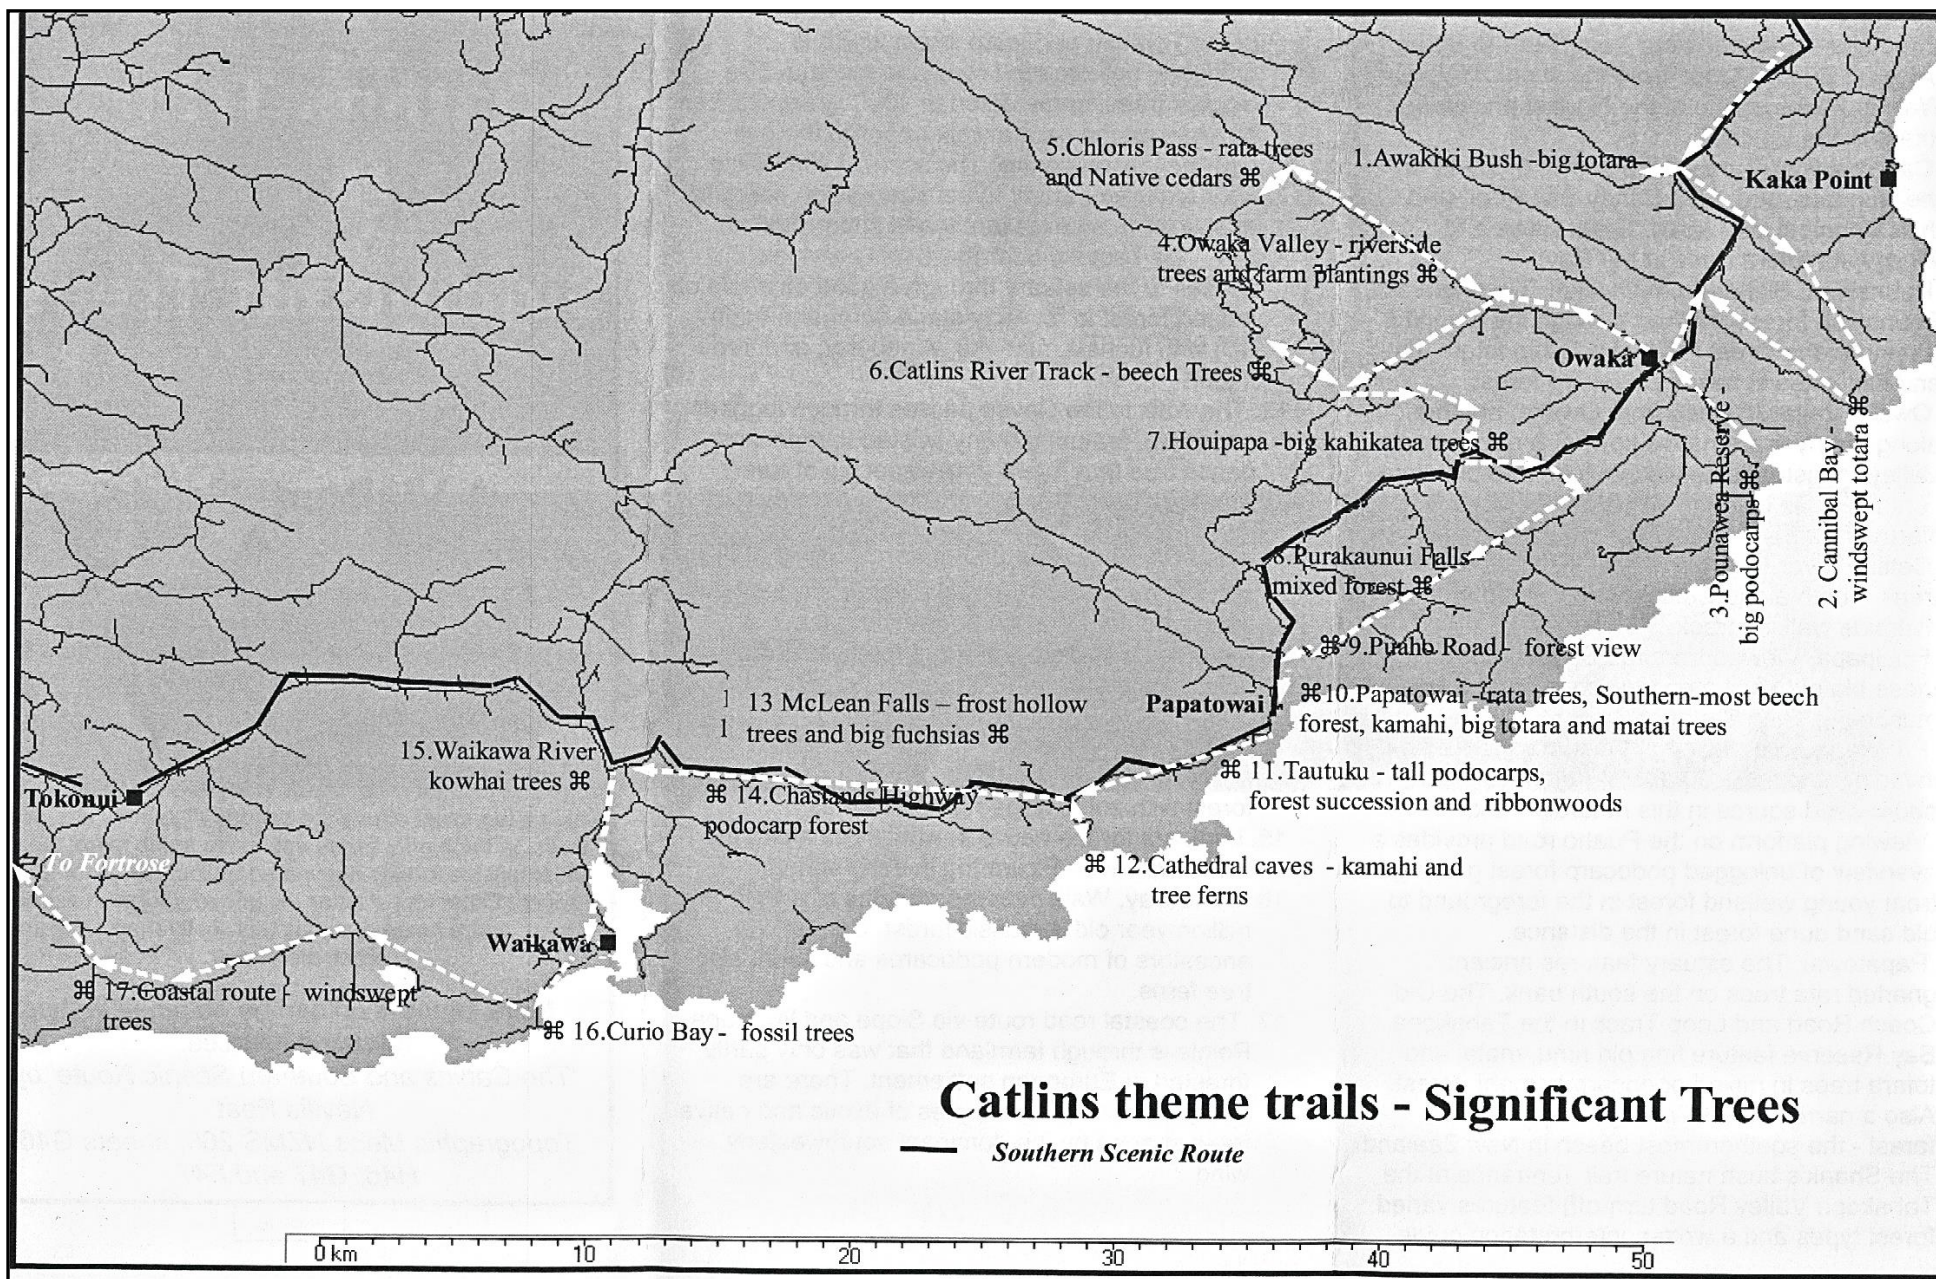 5.Chloris Pass - rata trees
and Native cedars ⌘
1.Awakiki Bush -big totara
Kaka Point
4.Owaka Valley - riverside
trees and farm plantings ⌘
Owaka
6.Catlins River Track - beech Trees ⌘
7.Houipapa -big kahikatea trees ⌘
3.Pounawea Reserve -
big podocarps ⌘
2. Cannibal Bay -
windswept totara ⌘
8.Purakaunui Falls -
mixed forest ⌘
⌘ 9.Puaho Road - forest view
Papatowai
⌘10.Papatowai - rata trees, Southern-most beech
forest, kamahi, big totara and matai trees
13 McLean Falls – frost hollow
trees and big fuchsias ⌘
15.Waikawa River
kowhai trees ⌘
⌘ 11.Tautuku - tall podocarps,
forest succession and ribbonwoods
Tokonui
⌘ 14.Chaslands Highway -
podocarp forest
To Fortrose
⌘ 12.Cathedral caves - kamahi and
tree ferns
Waikawa
⌘ 17.Coastal route - windswept
trees
⌘ 16.Curio Bay - fossil trees
Catlins theme trails - Significant Trees
Southern Scenic Route
0 km 10 20 30 40 50